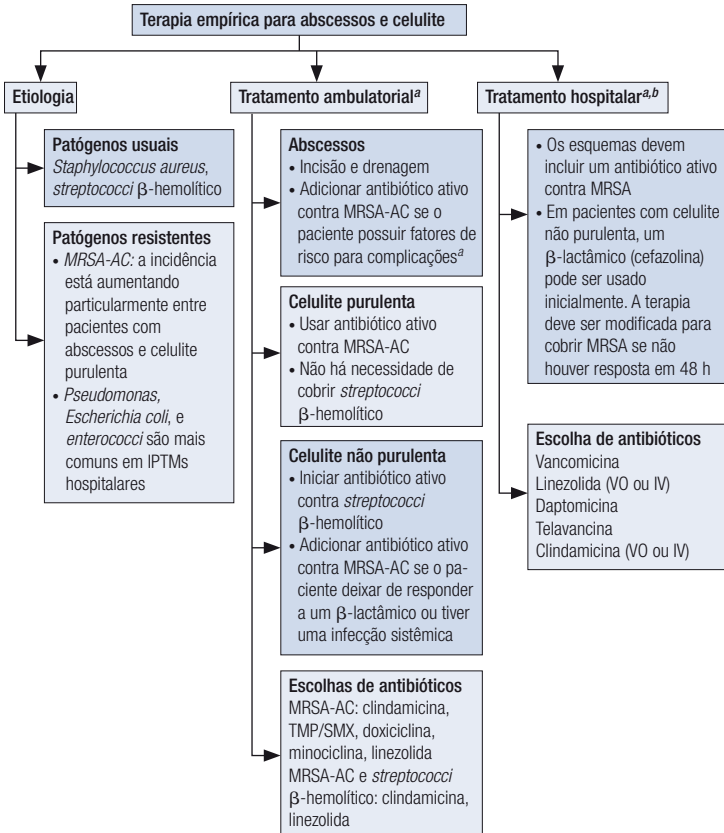 Terapia empírica para abscessos e celulite
Etiologia
Patógenos usuais
Staphylococcus aureus,
streptococci β-hemolítico
Patógenos resistentes
• MRSA-AC: a incidência
está aumentando
particularmente entre
pacientes com
abscessos e celulite
purulenta
• Pseudomonas,
Escherichia coli, e
enterococci são mais
comuns em IPTMs
hospitalares
Tratamento ambulatorialᵃ
Abscessos
• Incisão e drenagem
• Adicionar antibiótico ativo
contra MRSA-AC se o
paciente possuir fatores de
risco para complicaçõesᵃ
Celulite purulenta
• Usar antibiótico ativo
contra MRSA-AC
• Não há necessidade de
cobrir streptococci
β-hemolítico
Celulite não purulenta
• Iniciar antibiótico ativo
contra streptococci
β-hemolítico
• Adicionar antibiótico ativo
contra MRSA-AC se o pa-
ciente deixar de responder
a um β-lactâmico ou tiver
uma infecção sistêmica
Escolhas de antibióticos
MRSA-AC: clindamicina,
TMP/SMX, doxiciclina,
minociclina, linezolida
MRSA-AC e streptococci
β-hemolítico: clindamicina,
linezolida
Tratamento hospitalarᵃ,ᵇ
• Os esquemas devem
incluir um antibiótico ativo
contra MRSA
• Em pacientes com celulite
não purulenta, um
β-lactâmico (cefazolina)
pode ser usado
inicialmente. A terapia
deve ser modificada para
cobrir MRSA se não
houver resposta em 48 h
Escolha de antibióticos
Vancomicina
Linezolida (VO ou IV)
Daptomicina
Telavancina
Clindamicina (VO ou IV)